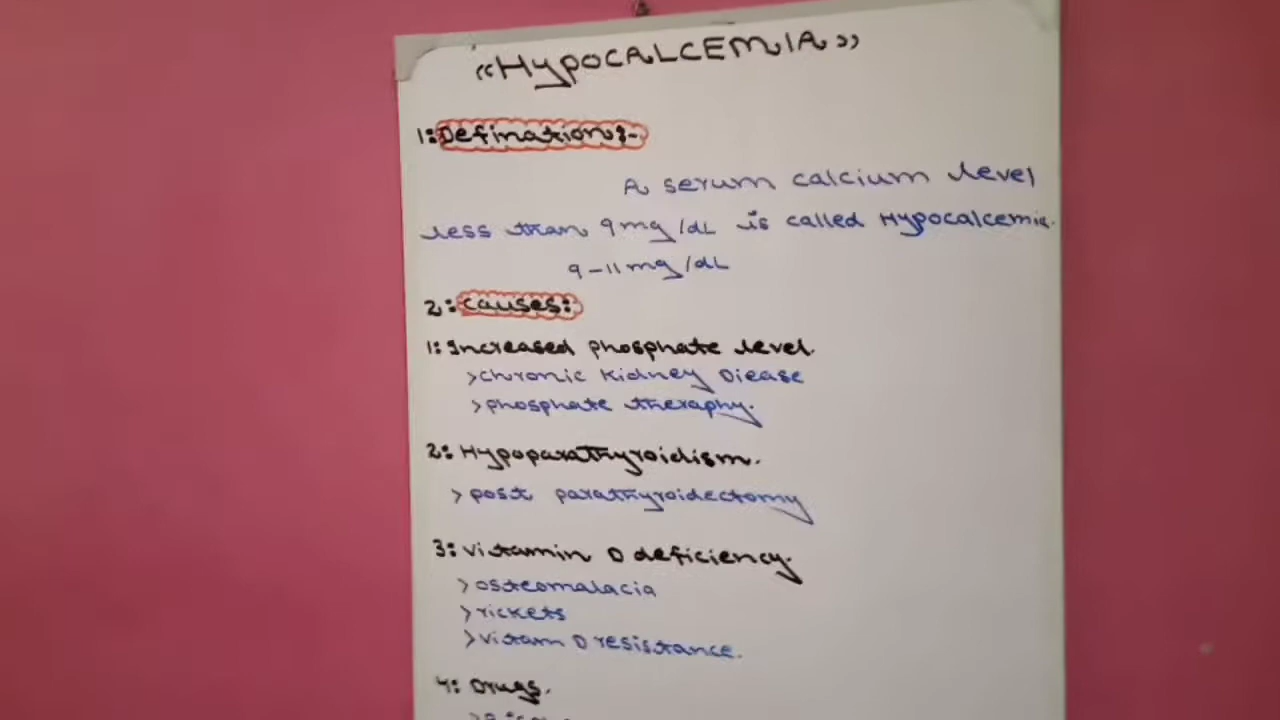 "HypoCALCEMIA"
1: Defination:-
A serum calcium level
less than 9mg/dL is called Hypocalcemia.
9-11mg/dL
2: causes:
1: Increased phosphate level.
>chronic Kidney Diease
>phosphate theraphy.
2: Hypoparathyroidism.
> post parathyroidectomy
3: vitamin D deficiency.
>osteomalacia
>rickets
>vitam D resistance.
4: Drugs.